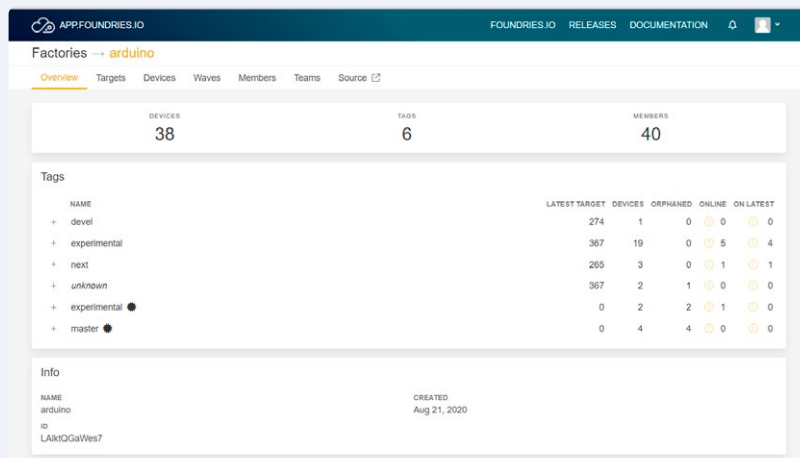 APP.FOUNDRIES.IO FOUNDRIES.IO RELEASES DOCUMENTATION
Factories → arduino
Overview Targets Devices Waves Members Teams Source
DEVICES TAGS MEMBERS
38 6 40
Tags
NAME LATEST TARGET DEVICES ORPHANED ONLINE ON LATEST
+ devel 274 1 0 0 0
+ experimental 367 19 0 5 4
+ next 265 3 0 1 1
+ unknown 367 2 1 0 0
+ experimental 0 2 2 1 0
+ master 0 4 4 0 0
Info
NAME CREATED
arduino Aug 21, 2020
ID